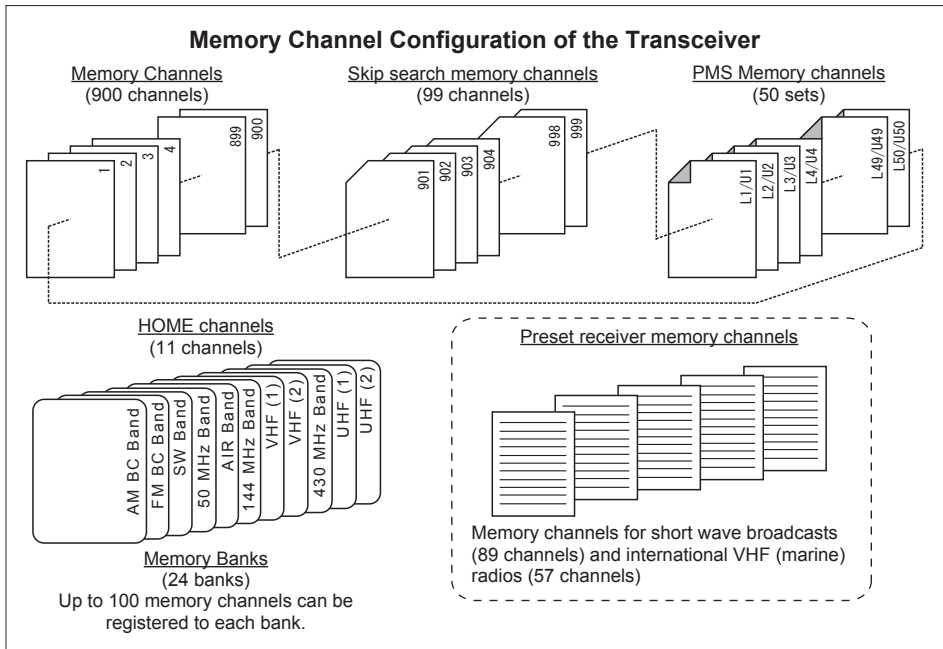 Memory Channel Configuration of the Transceiver
Memory Channels
(900 channels)
1
2
3
4
899
900
Skip search memory channels
(99 channels)
901
902
903
904
998
999
PMS Memory channels
(50 sets)
L1/U1
L2/U2
L3/U3
L4/U4
L49/U49
L50/U50
HOME channels
(11 channels)
AM BC Band
FM BC Band
SW Band
50 MHz Band
AIR Band
144 MHz Band
VHF (1)
VHF (2)
430 MHz Band
UHF (1)
UHF (2)
Memory Banks
(24 banks)
Up to 100 memory channels can be
registered to each bank.
Preset receiver memory channels
Memory channels for short wave broadcasts
(89 channels) and international VHF (marine)
radios (57 channels)